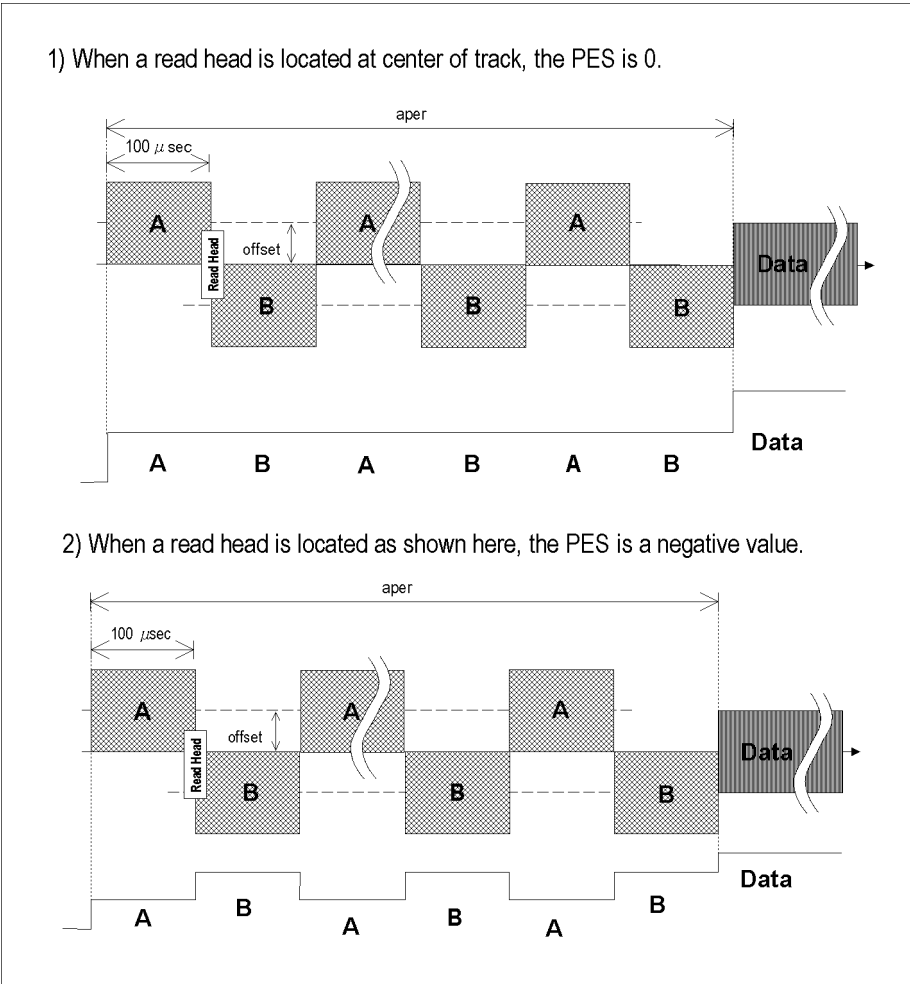 1) When a read head is located at center of track, the PES is 0.
aper
100 μ sec
A
A
A
offset
Read Head
Data
B
B
B
Data
A B A B A B
2) When a read head is located as shown here, the PES is a negative value.
aper
100 μsec
A
A
A
offset
Read Head
Data
B
B
B
Data
A B A B A B